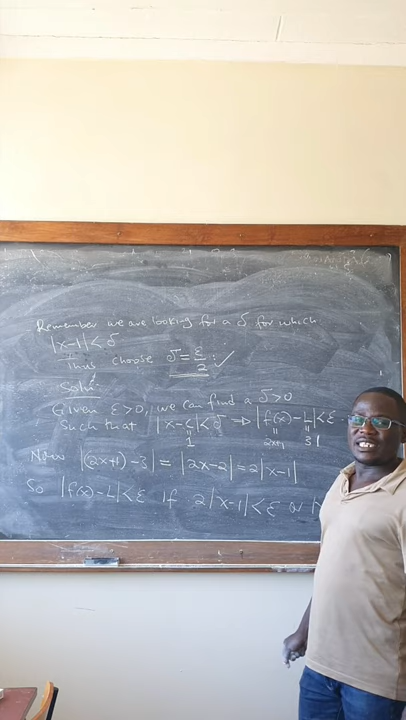 Remember we are looking for a δ for which
|x-1| < δ
Thus choose δ = ε/2 : ✓
Soln:
Given ε>0, we can find a δ>0
Such that |x-c|<δ ⇒ |f(x)-L|<ε
" " "
1 2x+1 3
Now |(2x+1)-3| = |2x-2| = 2|x-1|
So |f(x)-L|<ε if 2|x-1|<ε or